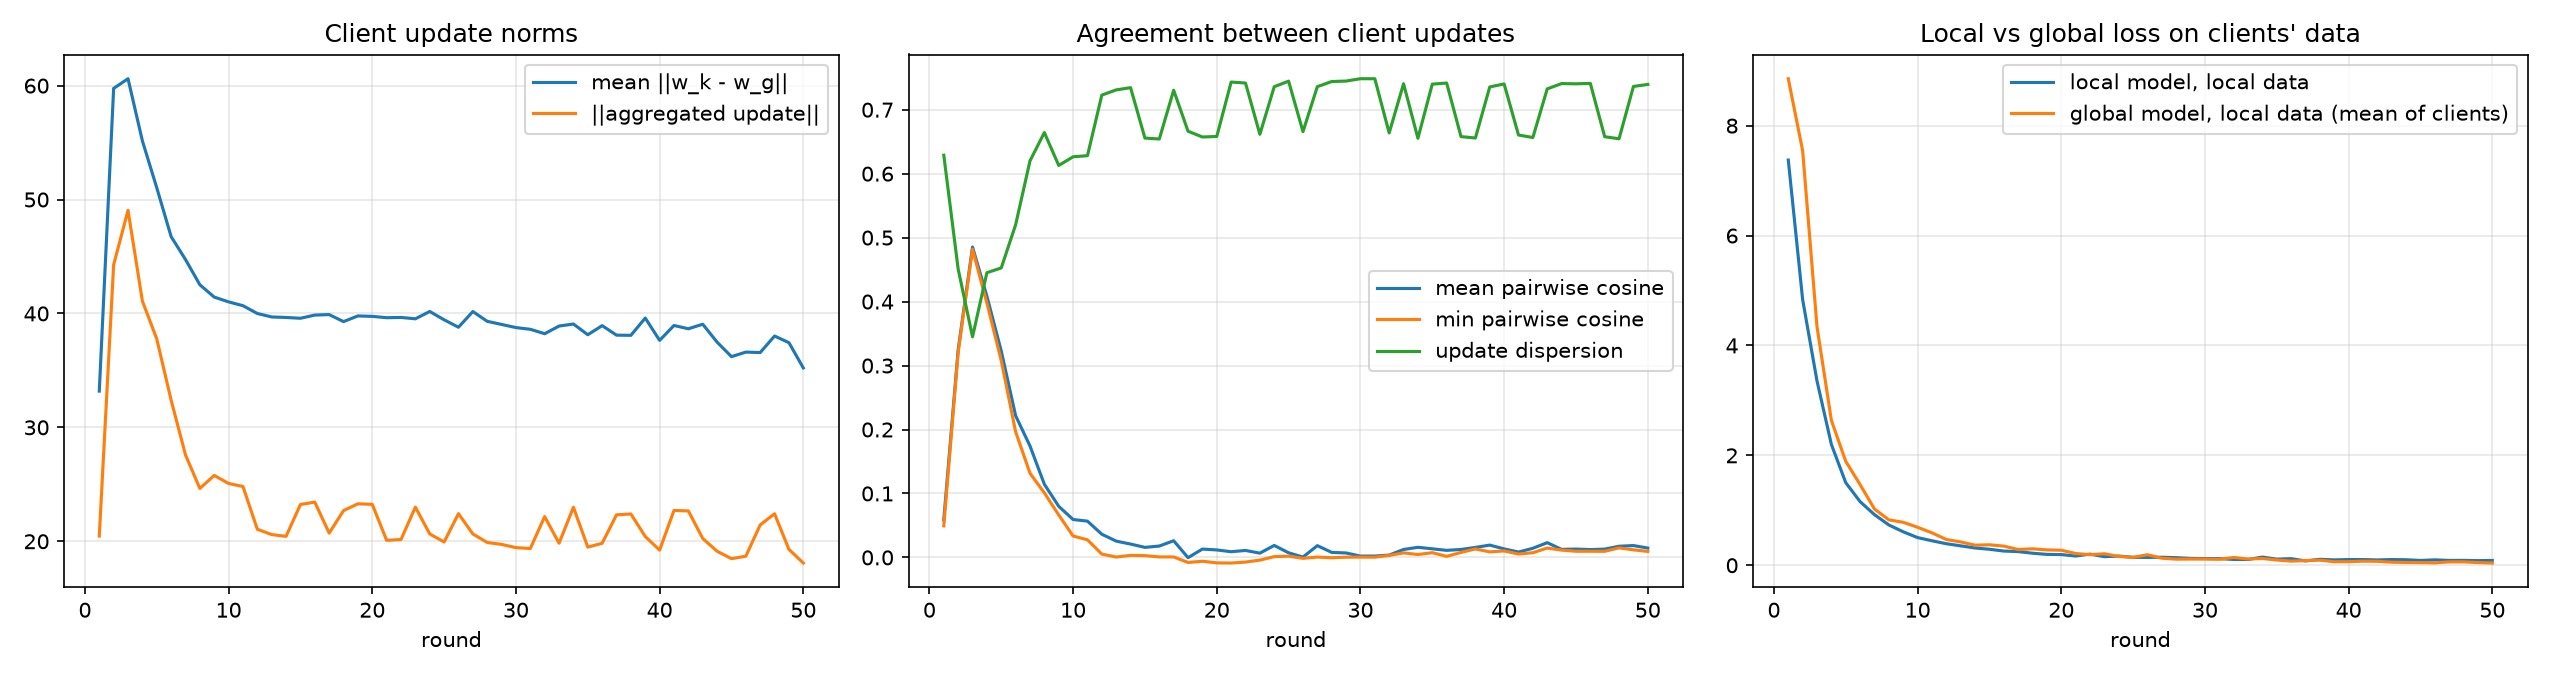 Client update norms
mean ||w_k - w_g||
||aggregated update||
60
50
40
30
20
0
10
20
30
40
50
round
Agreement between client updates
mean pairwise cosine
min pairwise cosine
update dispersion
0.7
0.6
0.5
0.4
0.3
0.2
0.1
0.0
0
10
20
30
40
50
round
Local vs global loss on clients' data
local model, local data
global model, local data (mean of clients)
8
6
4
2
0
0
10
20
30
40
50
round